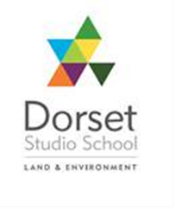 Dorset
Studio School
LAND & ENVIRONMENT